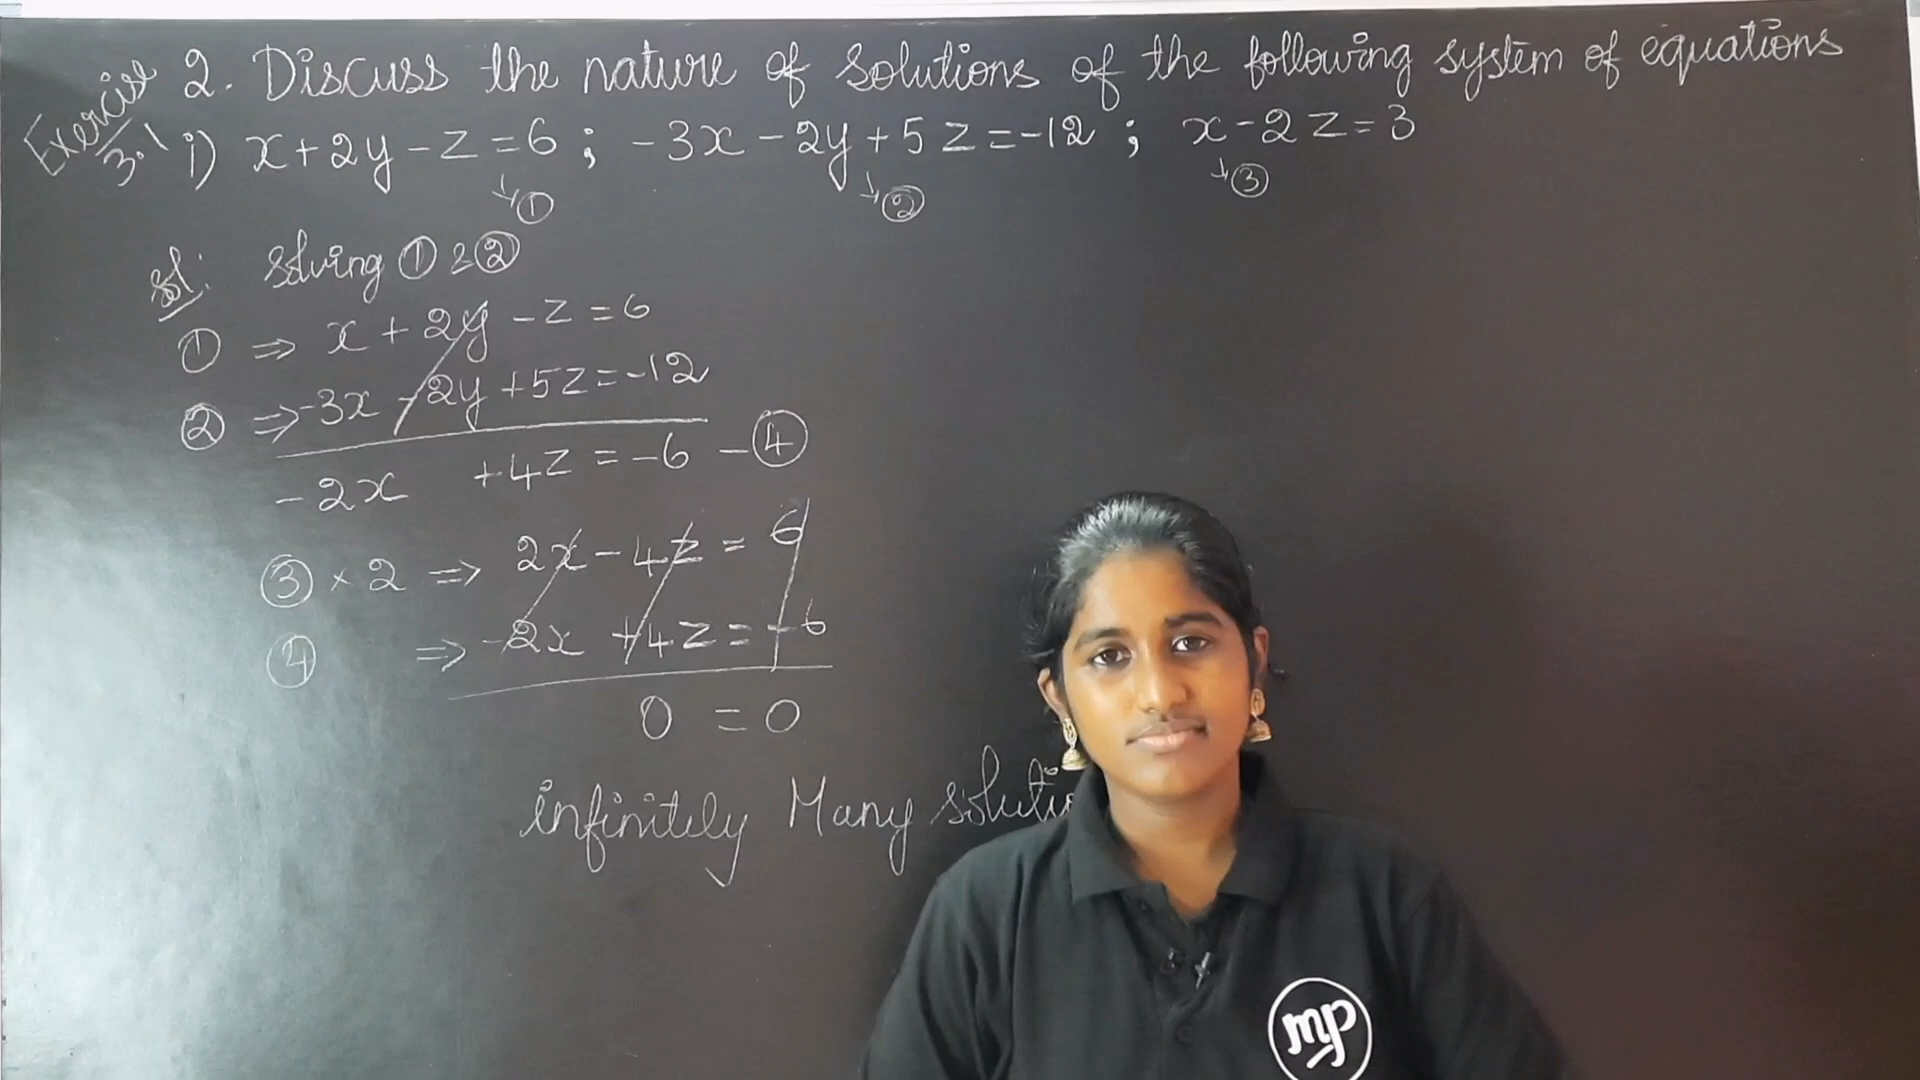 Exercise 3.1
2. Discuss the nature of solutions of the following system of equations
i) x+2y-z=6 ; -3x-2y+5z=-12 ; x-2z=3
→① →② →③
Sol: Solving ① & ②
① ⇒ x+2y-z=6
② ⇒ -3x-2y+5z=-12
-2x +4z=-6 -④
③ × 2 ⇒ 2x-4z=6
④ ⇒ -2x+4z=-6
0 = 0
infinitely Many
mp